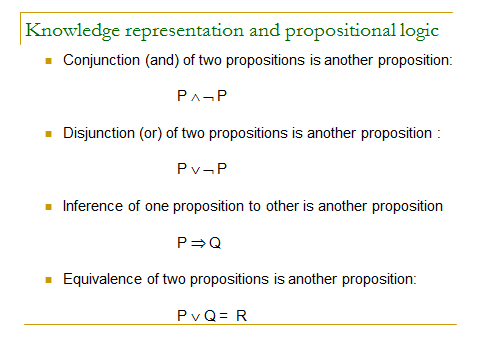 Knowledge representation and propositional logic
Conjunction (and) of two propositions is another proposition:
P ∧ ¬ P
Disjunction (or) of two propositions is another proposition :
P ∨ ¬ P
Inference of one proposition to other is another proposition
P ⇒ Q
Equivalence of two propositions is another proposition:
P ∨ Q = R